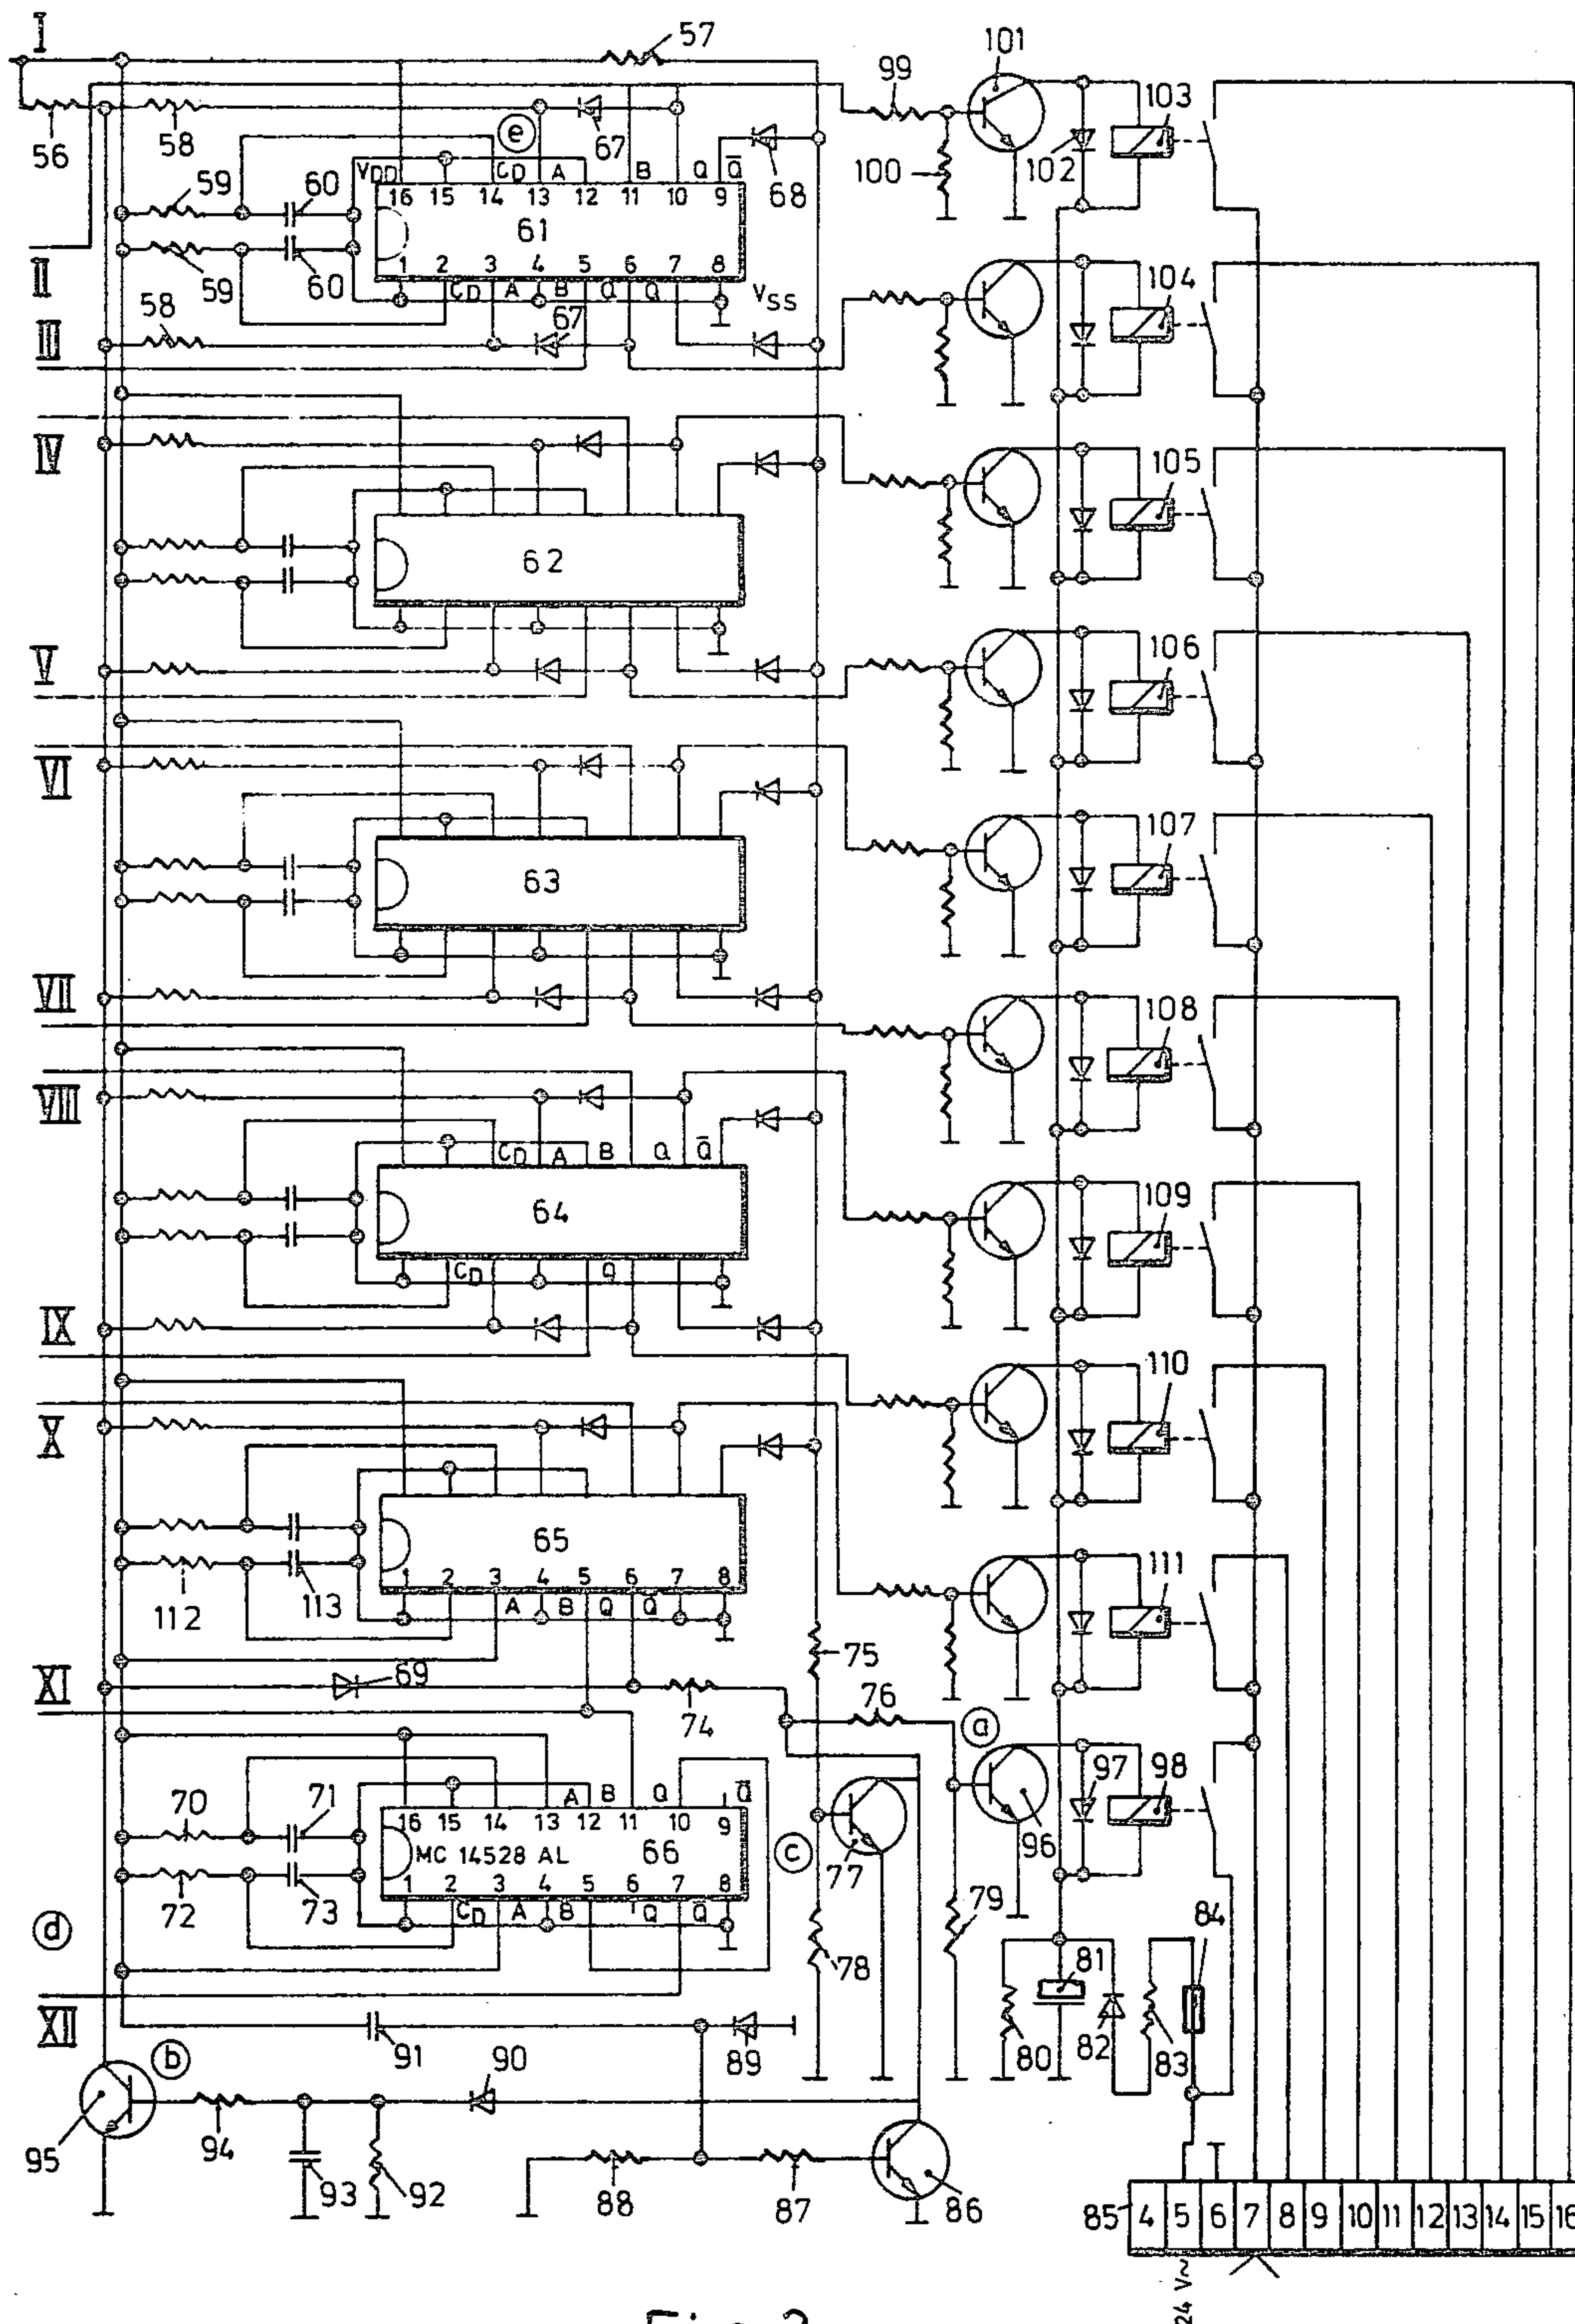 I
57
99
101
103
56
58
e
67
68
100
102
59
60
VDD
CD
A
B
Q
Q̅
16 15 14 13 12 11 10 9
61
II
59
60
1 2 3 4 5 6 7 8
CD A B Q Q
VSS
104
III
58
67
IV
105
62
V
106
VI
107
63
VII
108
VIII
CD A B Q Q̅
109
64
CD Q
IX
110
X
65
111
112
113
1 2 3 4 5 6 7 8
A B Q Q
XI
69
74
75
76
a
97
98
70
71
A B Q Q̅
16 15 14 13 12 11 10 9
MC 14528 AL
66
c
77
96
72
73
1 2 3 4 5 6 7 8
CD A B Q Q̅
d
78
79
84
81
XII
91
89
80
82
83
b
90
95
94
93
92
88
87
86
85
4 5 6 7 8 9 10 11 12 13 14 15 16
24 V~